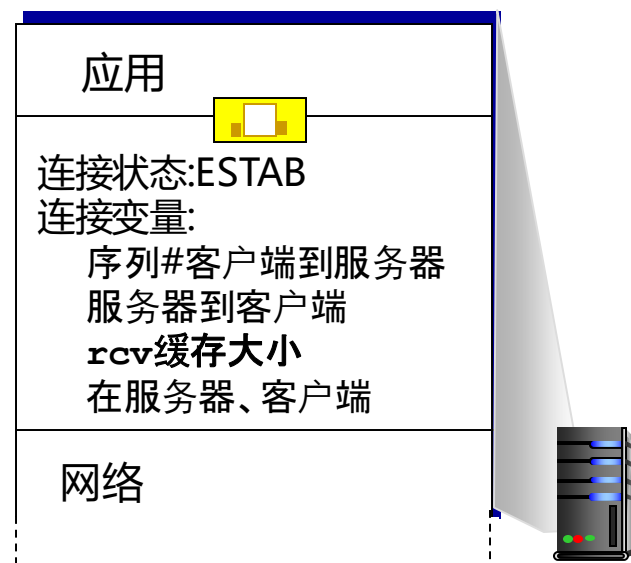 应用
连接状态:ESTAB
连接变量:
序列#客户端到服务器
服务器到客户端
rcv缓存大小
在服务器、客户端
网络